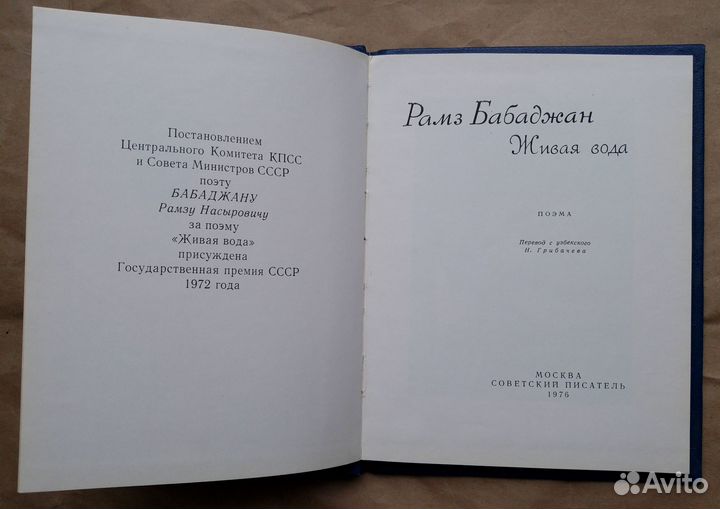 Постановлением
Центрального Комитета КПСС
и Совета Министров СССР
поэту
БАБАДЖАНУ
Рамзу Насыровичу
за поэму
«Живая вода»
присуждена
Государственная премия СССР
1972 года
Рамз Бабаджан
Живая вода
ПОЭМА
Перевод с узбекского
Н. Грибачева
МОСКВА
СОВЕТСКИЙ ПИСАТЕЛЬ
1976
Avito